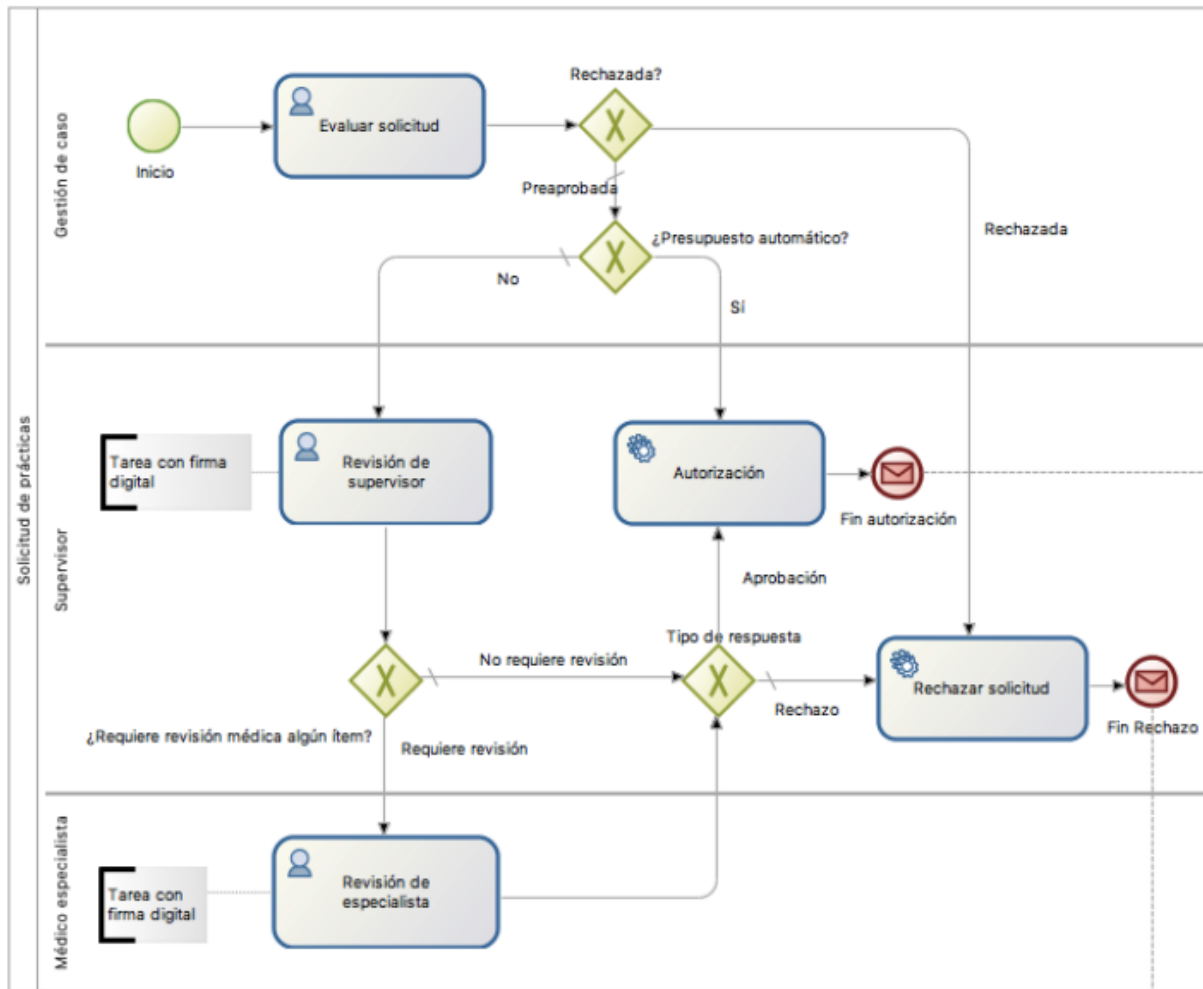 Solicitud de prácticas
Gestión de caso
Inicio
Evaluar solicitud
Rechazada?
Preaprobada
Rechazada
¿Presupuesto automático?
No
Sí
Supervisor
Tarea con firma
digital
Revisión de
supervisor
Autorización
Fin autorización
Aprobación
Tipo de respuesta
No requiere revisión
Rechazo
Rechazar solicitud
Fin Rechazo
¿Requiere revisión médica algún ítem?
Requiere revisión
Médico especialista
Tarea con
firma digital
Revisión de
especialista